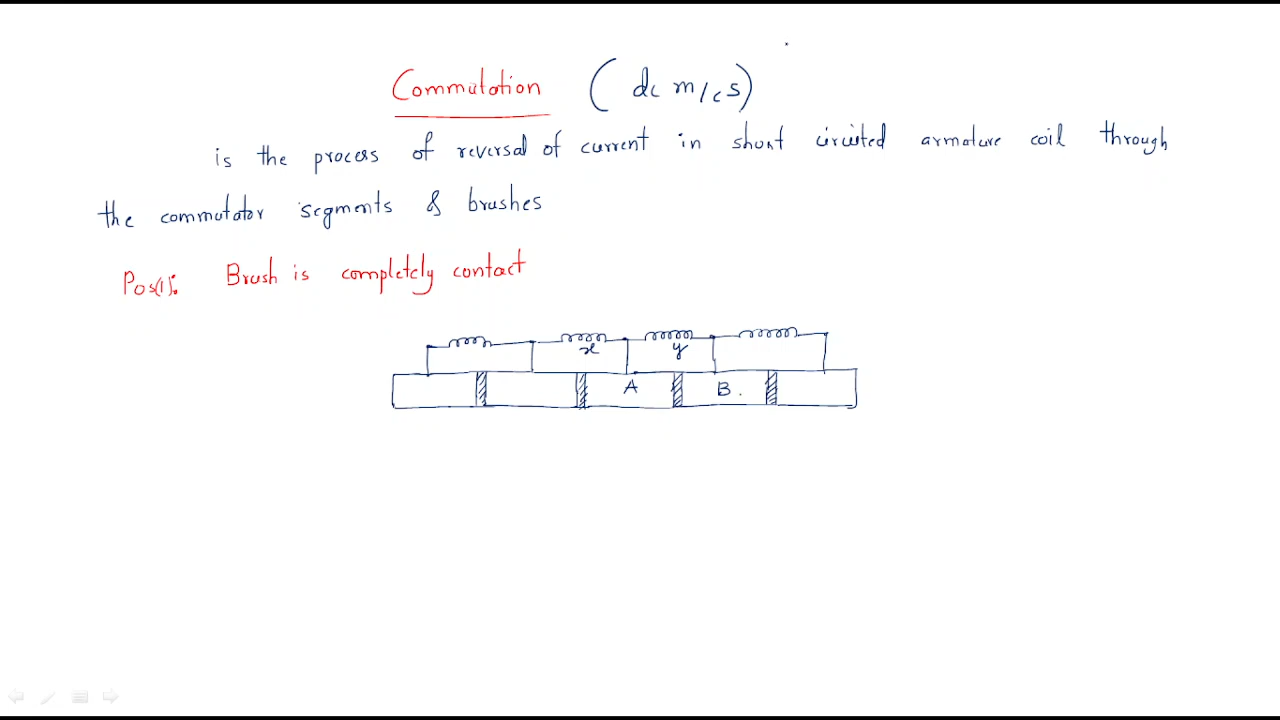 Commutation (dc m/cs)
is the process of reversal of current in short circuited armature coil through
the commutator segments & brushes
Pos(1): Brush is completely contact
x y
A B.